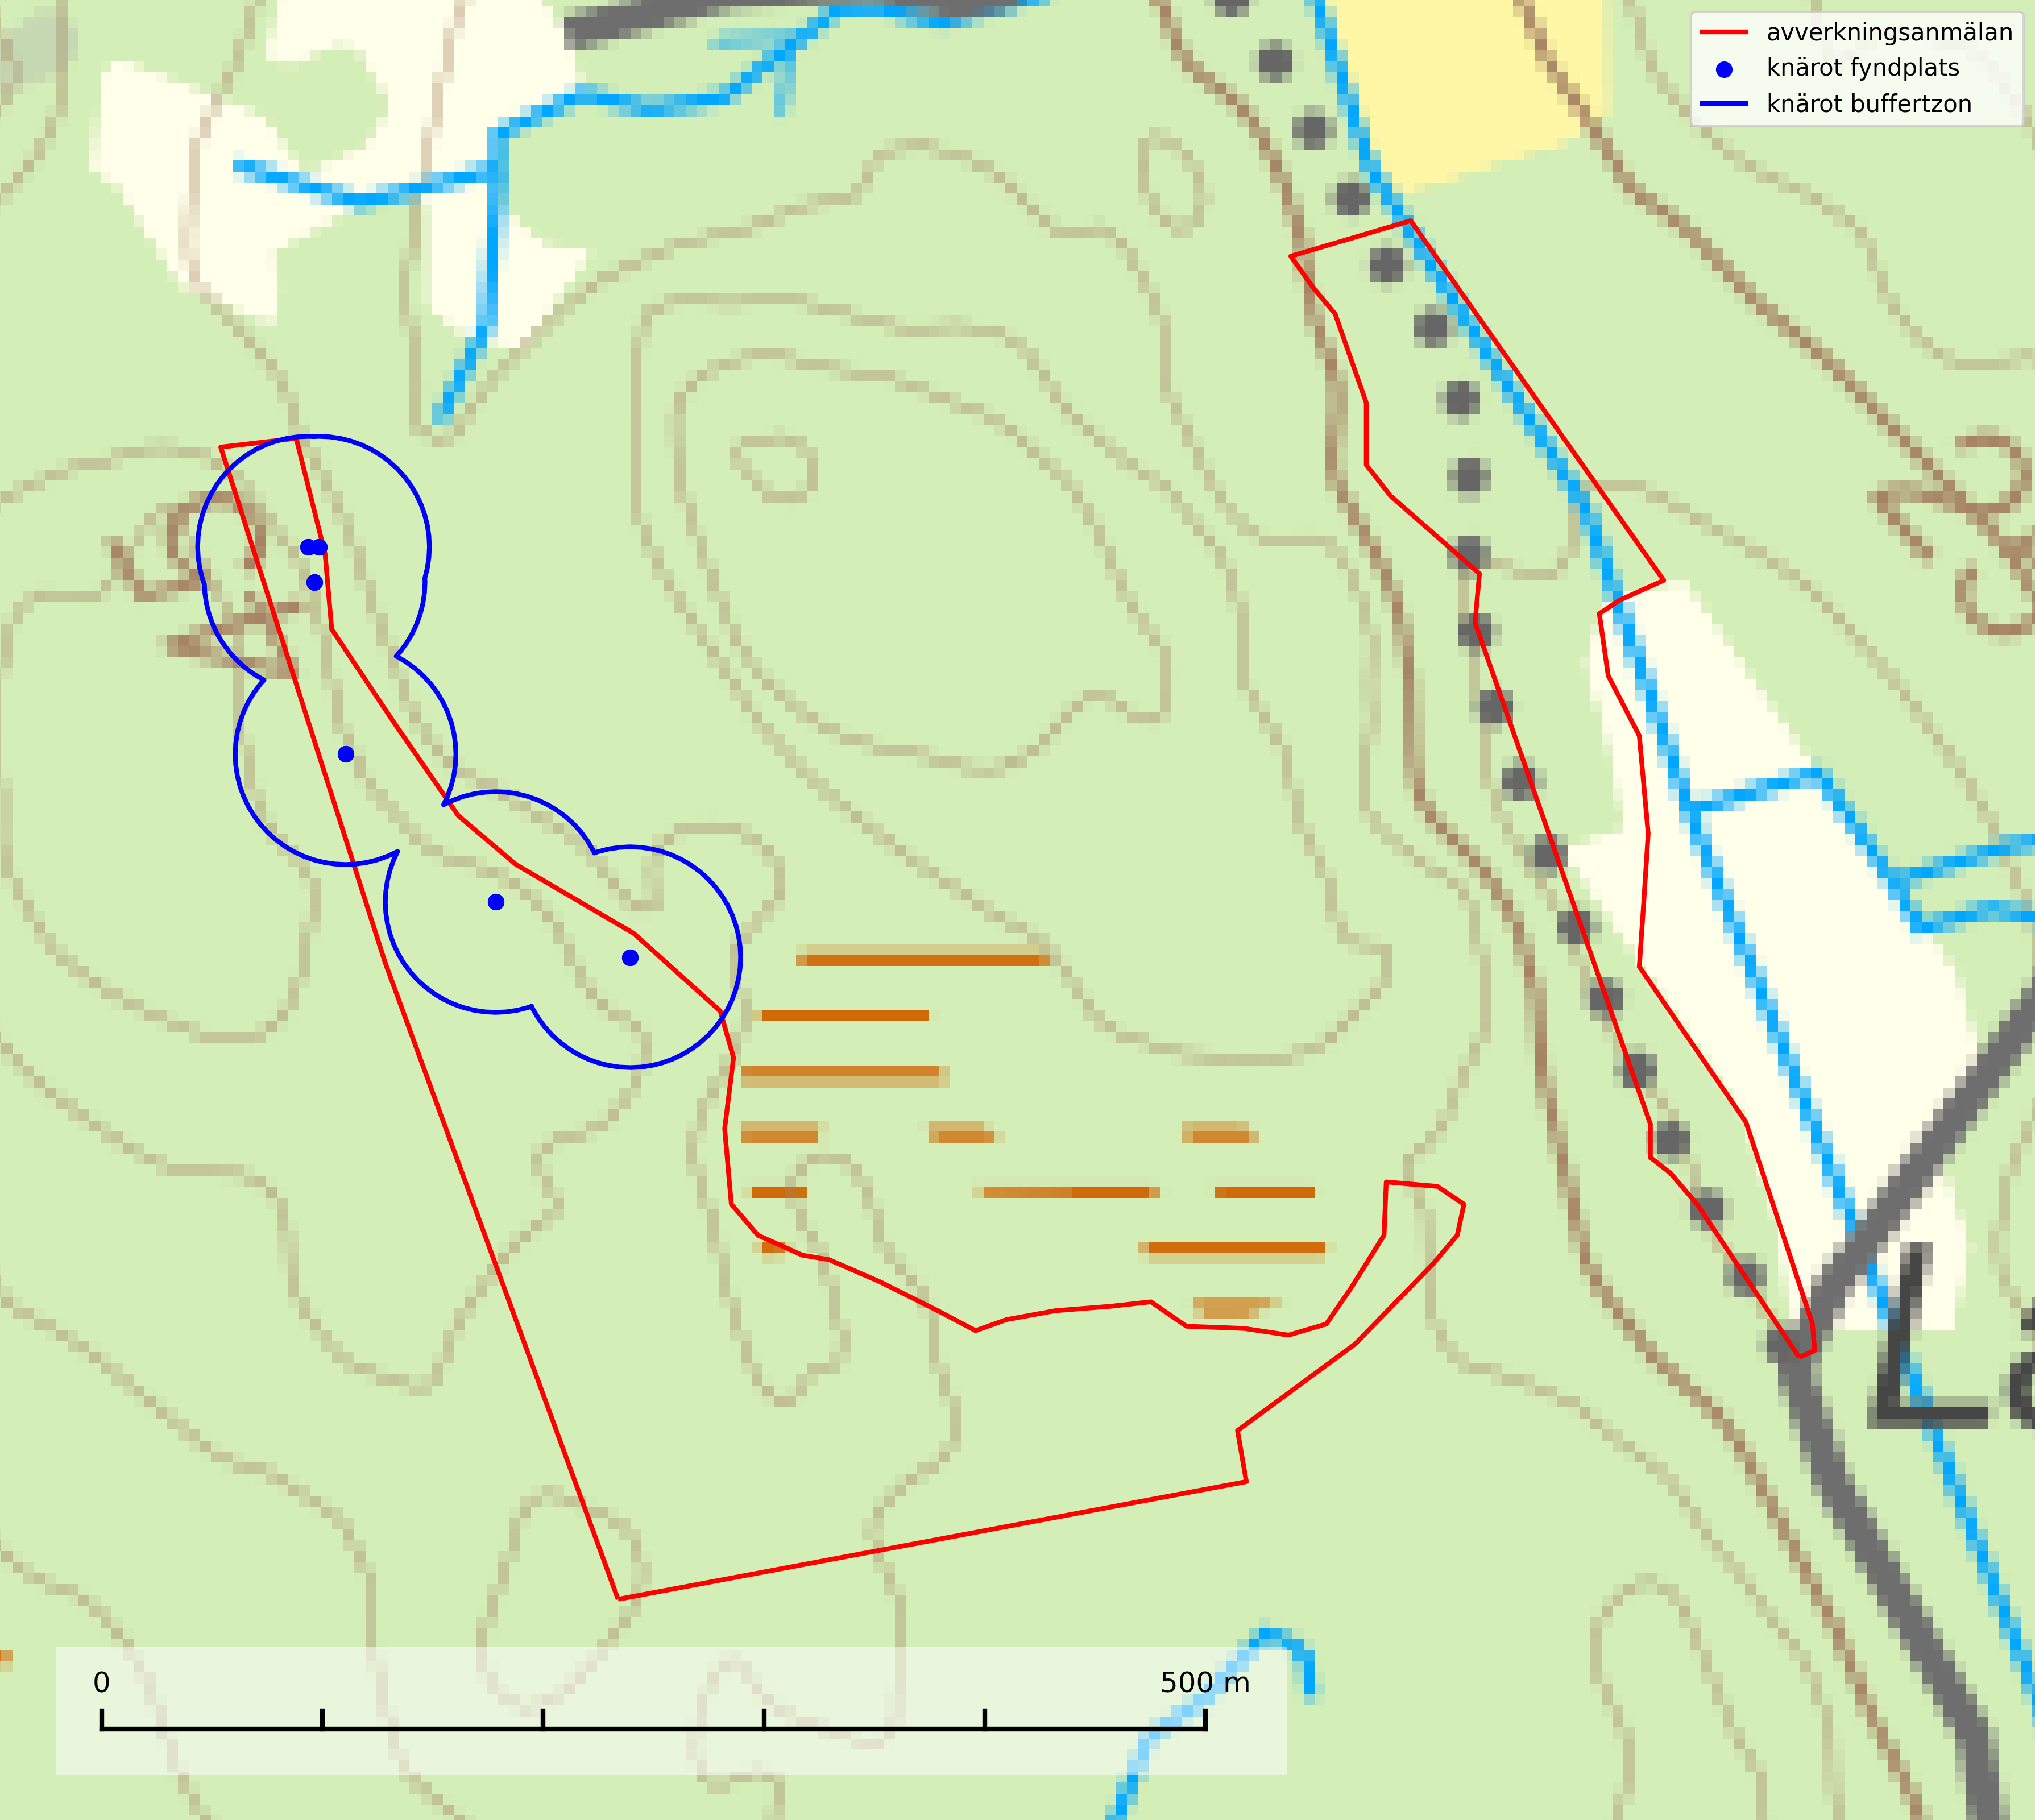 avverkningsanmälan
knärot fyndplats
knärot buffertzon
0
500 m